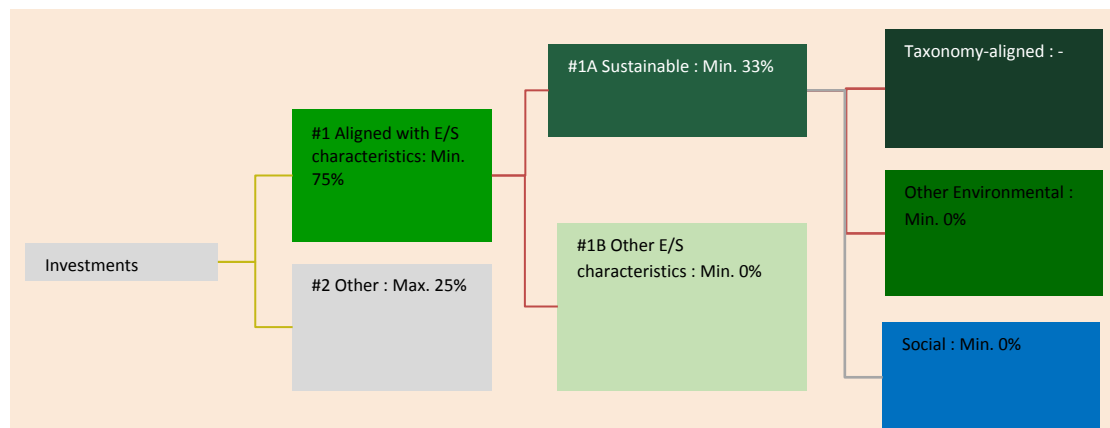 Investments
#1 Aligned with E/S
characteristics: Min.
75%
#2 Other : Max. 25%
#1A Sustainable : Min. 33%
#1B Other E/S
characteristics : Min. 0%
Taxonomy-aligned : -
Other Environmental :
Min. 0%
Social : Min. 0%